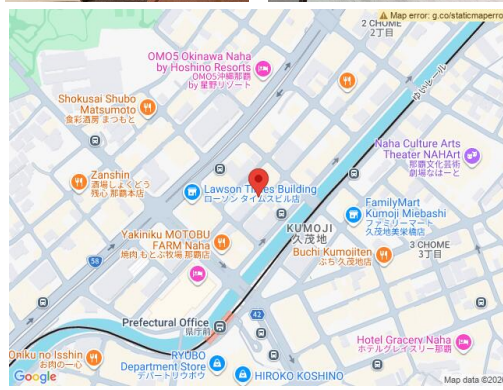 Map error: g.co/staticmaperro
2 CHOME
2丁目
OMO5 Okinawa Naha
by Hoshino Resorts
OMO5沖縄那覇
by 星野リゾート
ゆいレール
Shokusai Shubo
Matsumoto
食彩酒房 まつもと
Naha Culture Arts
Theater NAHArt
那覇文化芸術
劇場なはーと
Zanshin
酒場しょくどう
残心 那覇本店
Lawson Times Building
ローソン タイムスビル店
FamilyMart
Kumoji Miebashi
ファミリーマート
久茂地美栄橋店
KUMOJI
久茂地
Yakiniku MOTOBU
FARM Naha
焼肉 もとぶ牧場 那覇店
3 CHOME
3丁目
Buchi Kumojiten
ぶち 久茂地店
58
42
Prefectural Office
県庁前
Hotel Gracery Naha
ホテルグレイスリー那覇
Oniku no Isshin
お肉の一心
RYUBO
Department Store
デパートリウボウ
HIROKO KOSHINO
Google
Map data ©202